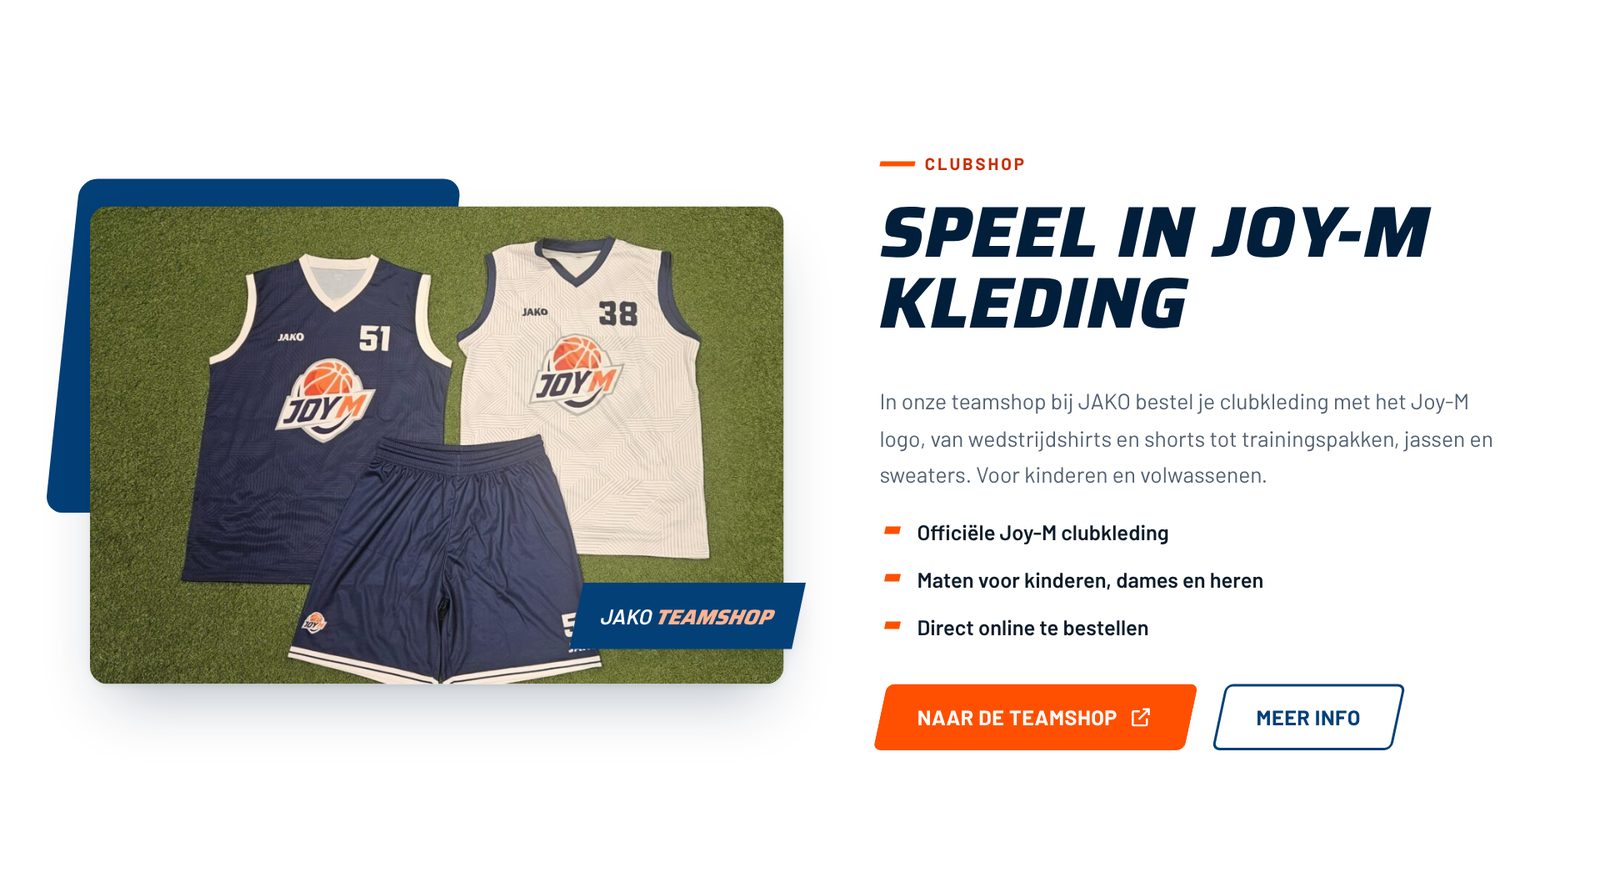 CLUBSHOP
SPEEL IN JOY-M
KLEDING
In onze teamshop bij JAKO bestel je clubkleding met het Joy-M
logo, van wedstrijdshirts en shorts tot trainingspakken, jassen en
sweaters. Voor kinderen en volwassenen.
Officiële Joy-M clubkleding
Maten voor kinderen, dames en heren
Direct online te bestellen
NAAR DE TEAMSHOP
MEER INFO
JAKO
51
JOYM
JAKO
38
JOYM
JOYM
JAKO TEAMSHOP